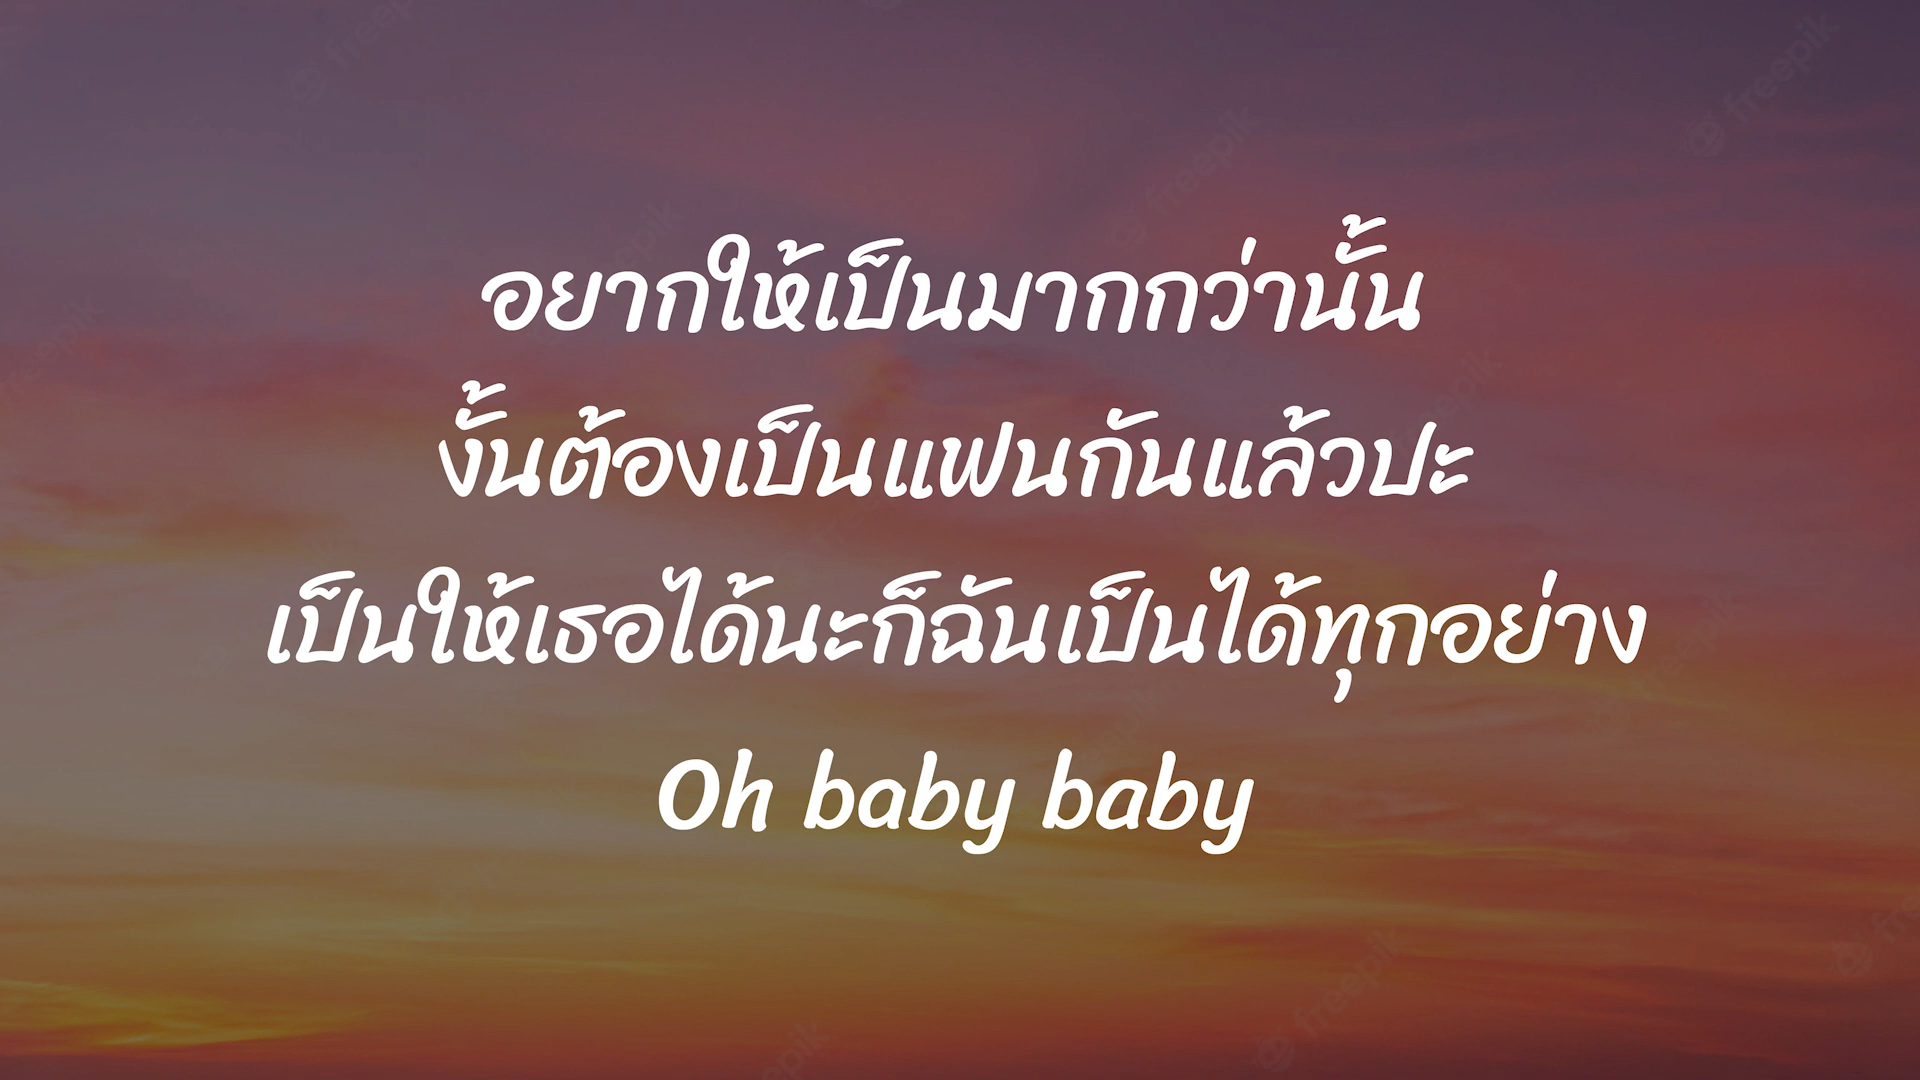 อยากให้เป็นมากกว่านั้น
งั้นต้องเป็นแฟนกันแล้วปะ
เป็นให้เธอได้นะก็ฉันเป็นได้ทุกอย่าง
Oh baby baby
freepik